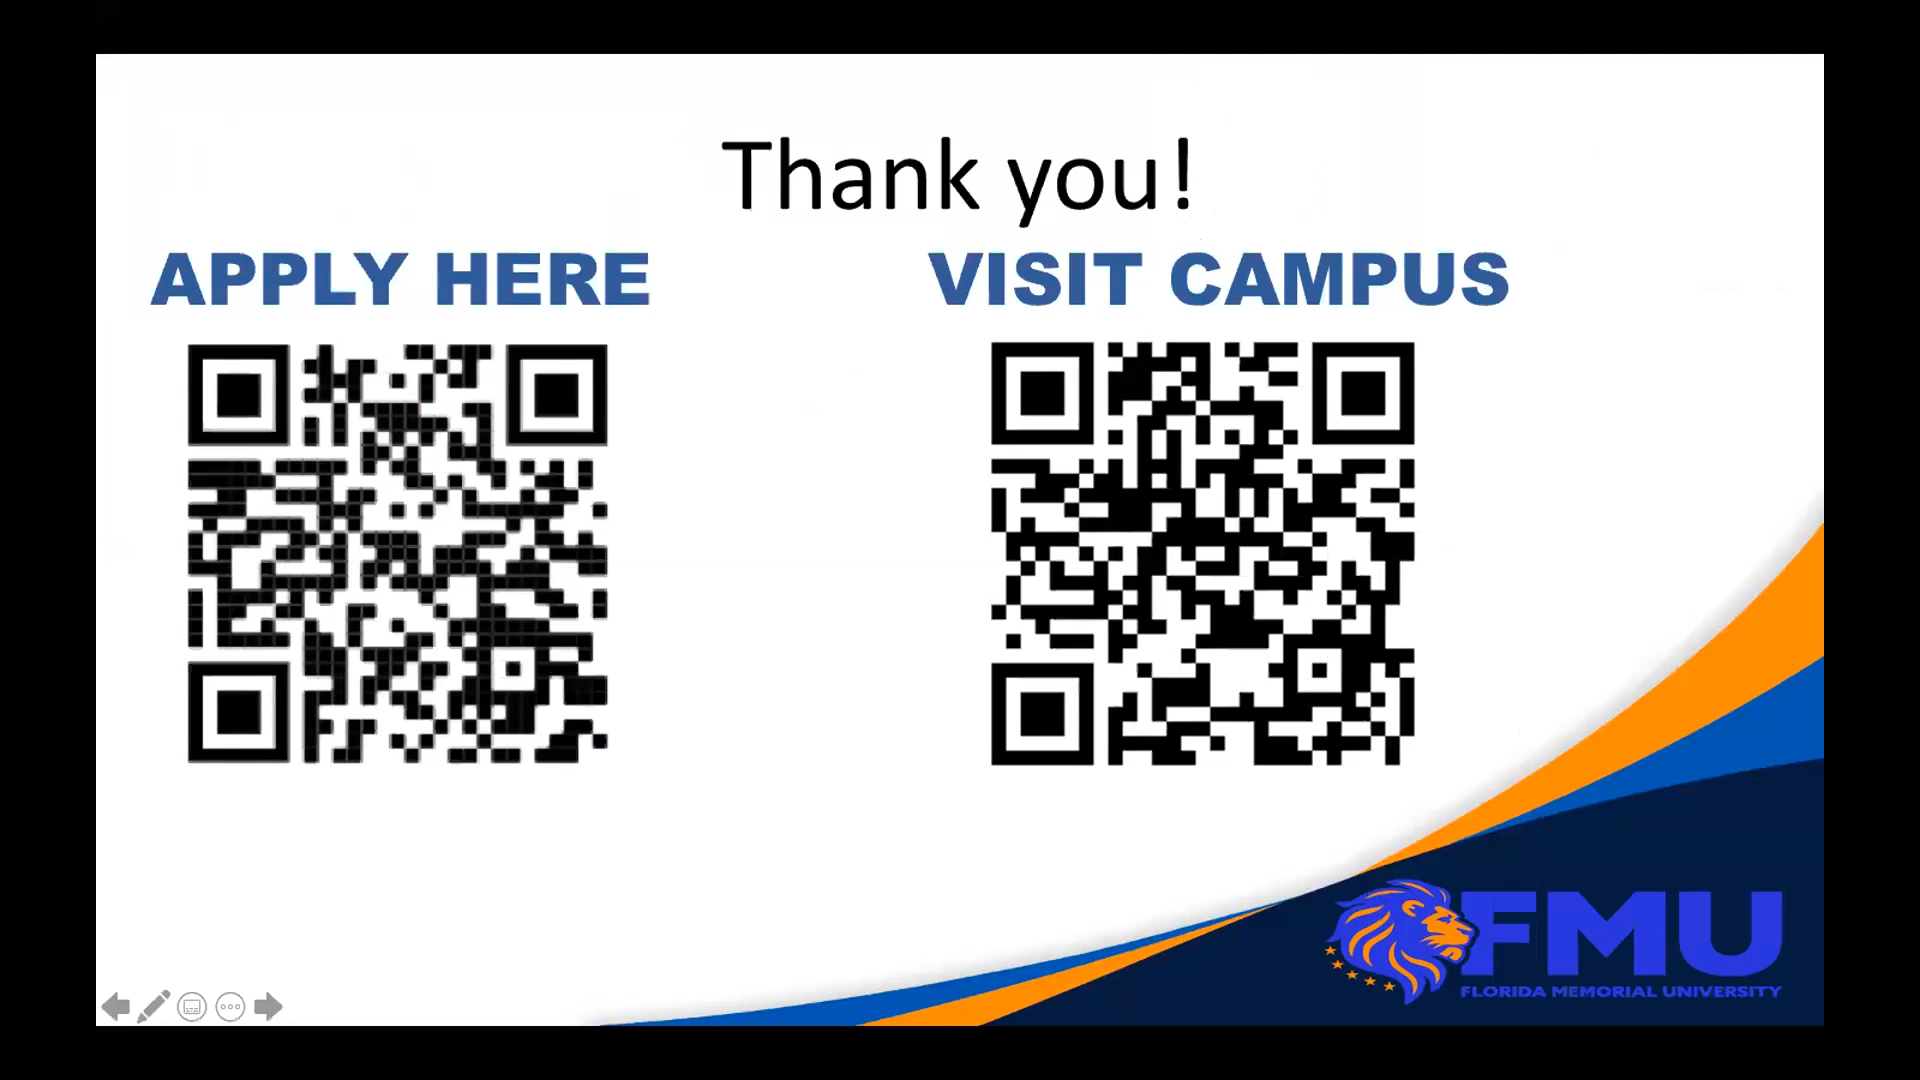 Thank you!
APPLY HERE
VISIT CAMPUS
FMU
FLORIDA MEMORIAL UNIVERSITY